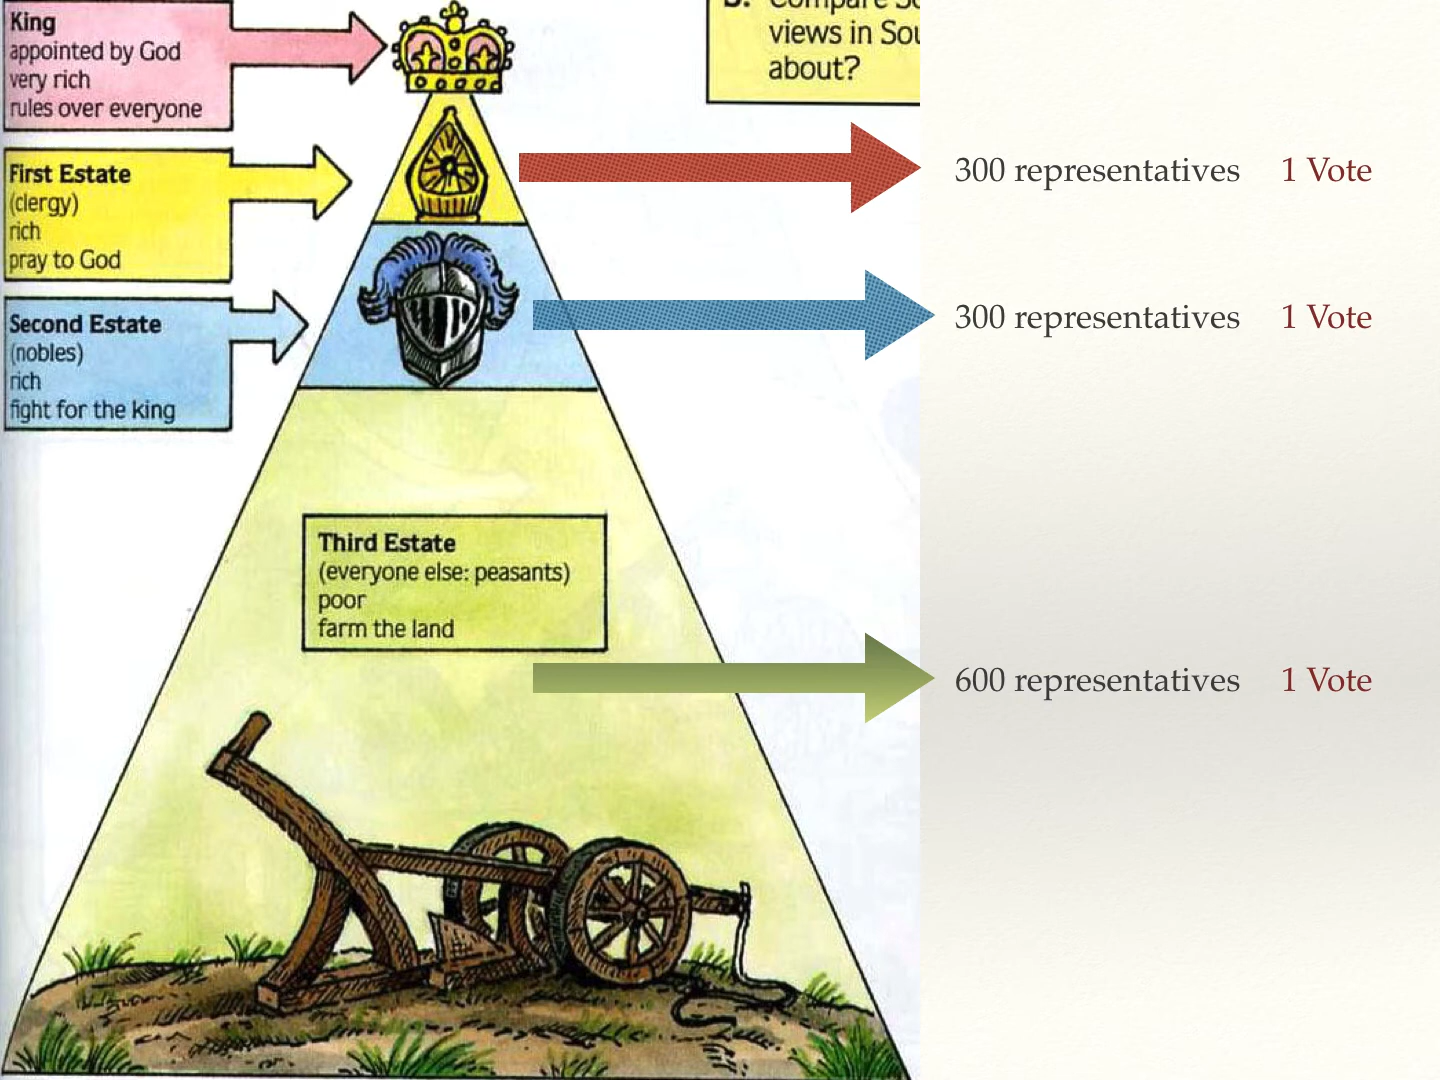 King
appointed by God
very rich
rules over everyone
views in
about?
First Estate
(clergy)
rich
pray to God
300 representatives 1 Vote
Second Estate
(nobles)
rich
fight for the king
300 representatives 1 Vote
Third Estate
(everyone else: peasants)
poor
farm the land
600 representatives 1 Vote